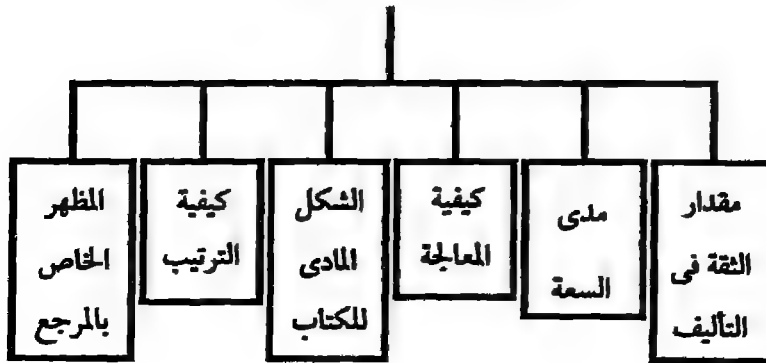 مقدار
الثقة فى
التأليف
مدى
السعة
كيفية
المعالجة
الشكل
المادى
للكتاب
كيفية
الترتيب
المظهر
الخاص
بالمرجع